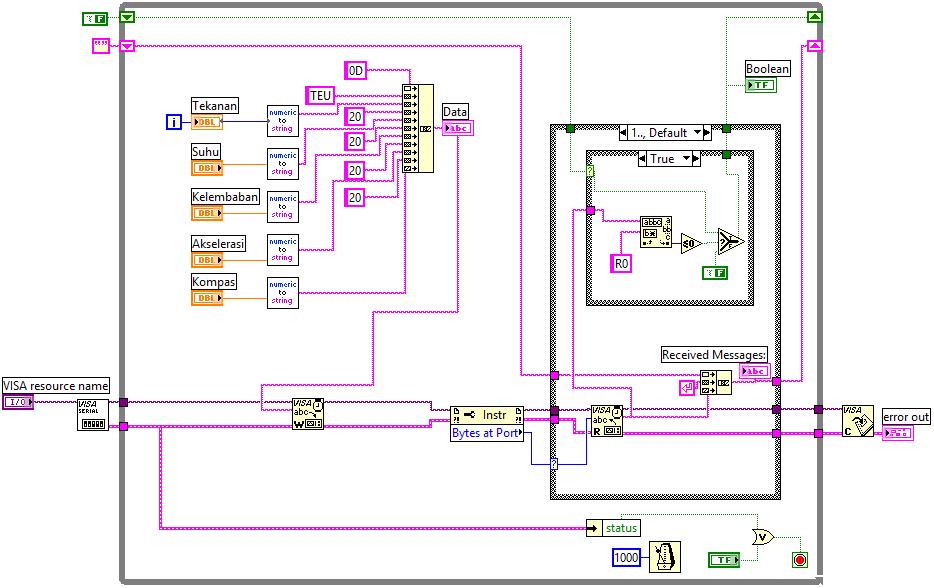 F
""
0D
Boolean
TF
Tekanan
DBL
numeric
to
string
TEU
20
Data
abc
i
1.., Default
Suhu
DBL
numeric
to
string
20
True
?
Kelembaban
DBL
numeric
to
string
20
20
Akselerasi
DBL
numeric
to
string
R0
<0
?
F
Kompas
DBL
numeric
to
string
Received Messages:
abc
VISA resource name
I/O
VISA
SERIAL
VISA
abc
W
Instr
Bytes at Port
VISA
abc
R
VISA
C
error out
?
status
1000
TF
V